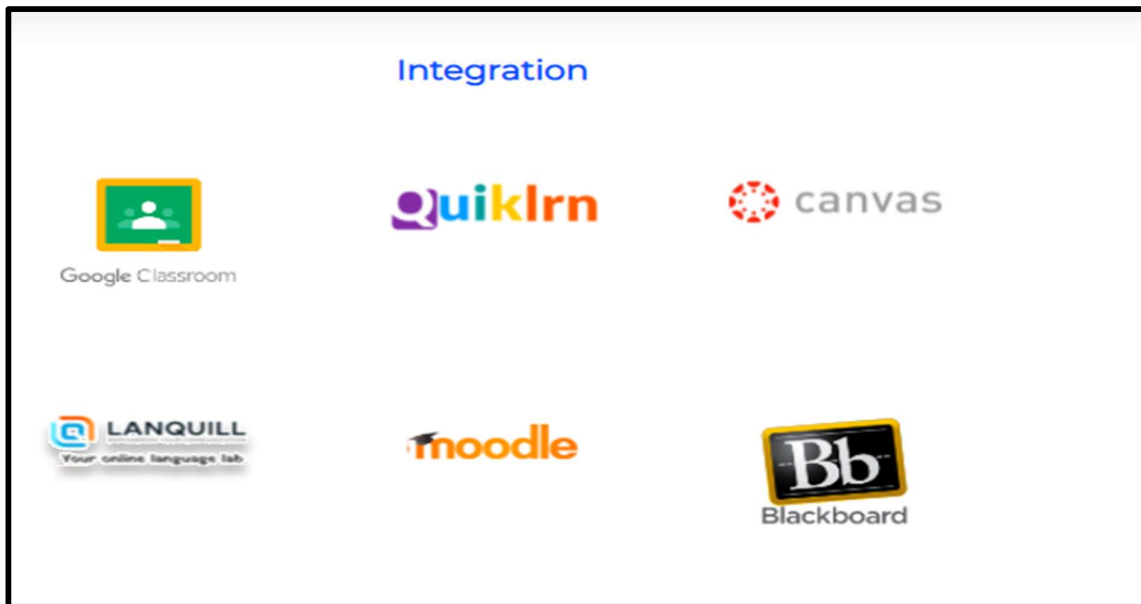 Integration
Quiklrn
canvas
Google Classroom
LANQUILL
Your online language lab
moodle
Bb
Blackboard